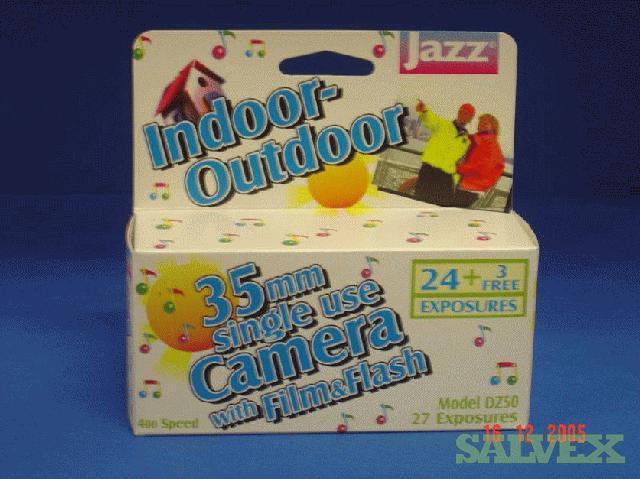 Jazz
Indoor-
Outdoor
35mm
single use
Camera
with Film&Flash
24+3 FREE
EXPOSURES
400 Speed
Model DZ50
27 Exposures
16 12 2005
SALVEX